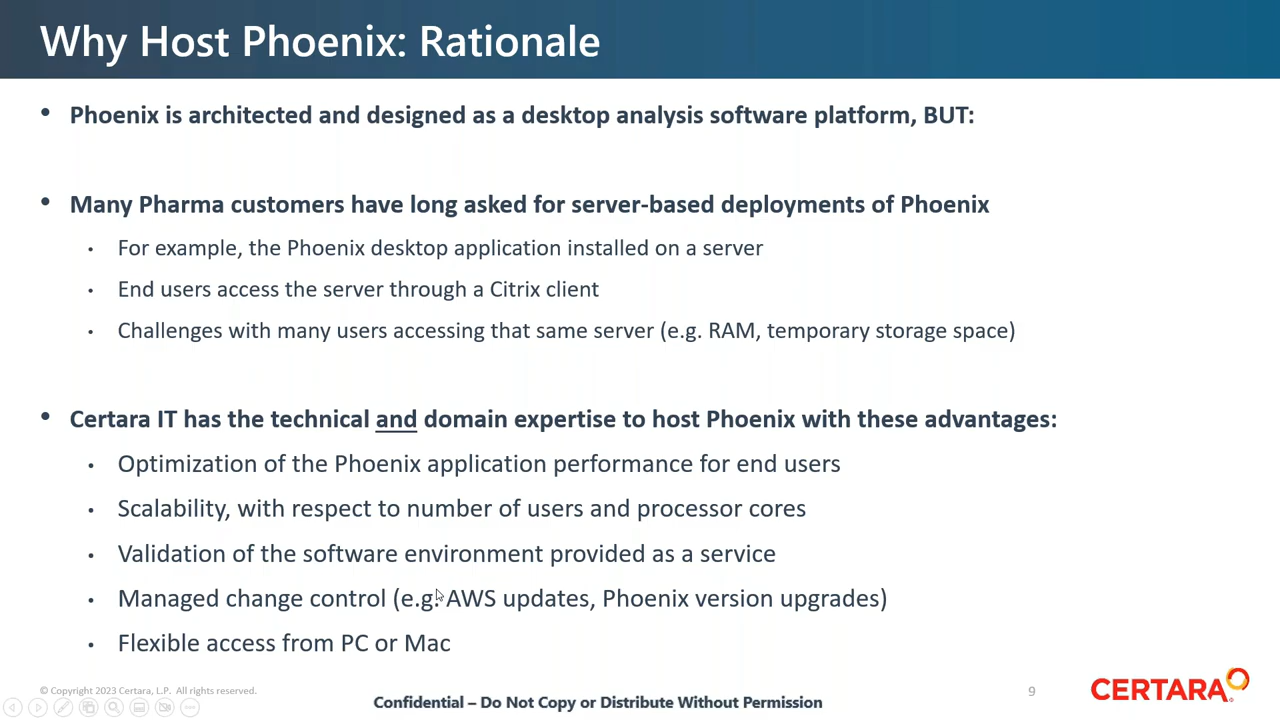 Why Host Phoenix: Rationale
• Phoenix is architected and designed as a desktop analysis software platform, BUT:
• Many Pharma customers have long asked for server-based deployments of Phoenix
• For example, the Phoenix desktop application installed on a server
• End users access the server through a Citrix client
• Challenges with many users accessing that same server (e.g. RAM, temporary storage space)
• Certara IT has the technical and domain expertise to host Phoenix with these advantages:
• Optimization of the Phoenix application performance for end users
• Scalability, with respect to number of users and processor cores
• Validation of the software environment provided as a service
• Managed change control (e.g. AWS updates, Phoenix version upgrades)
• Flexible access from PC or Mac
© Copyright 2023 Certara, L.P. All rights reserved.
Confidential – Do Not Copy or Distribute Without Permission
9
CERTARA